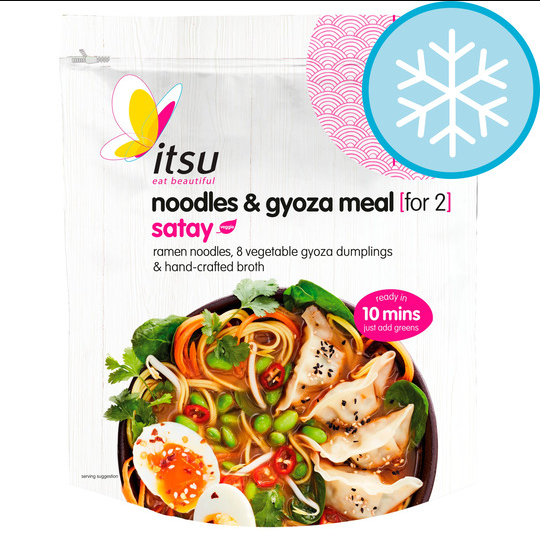 itsu
eat beautiful
noodles & gyoza meal [for 2]
satay veggie
ramen noodles, 8 vegetable gyoza dumplings
& hand-crafted broth
ready in
10 mins
just add greens
serving suggestion